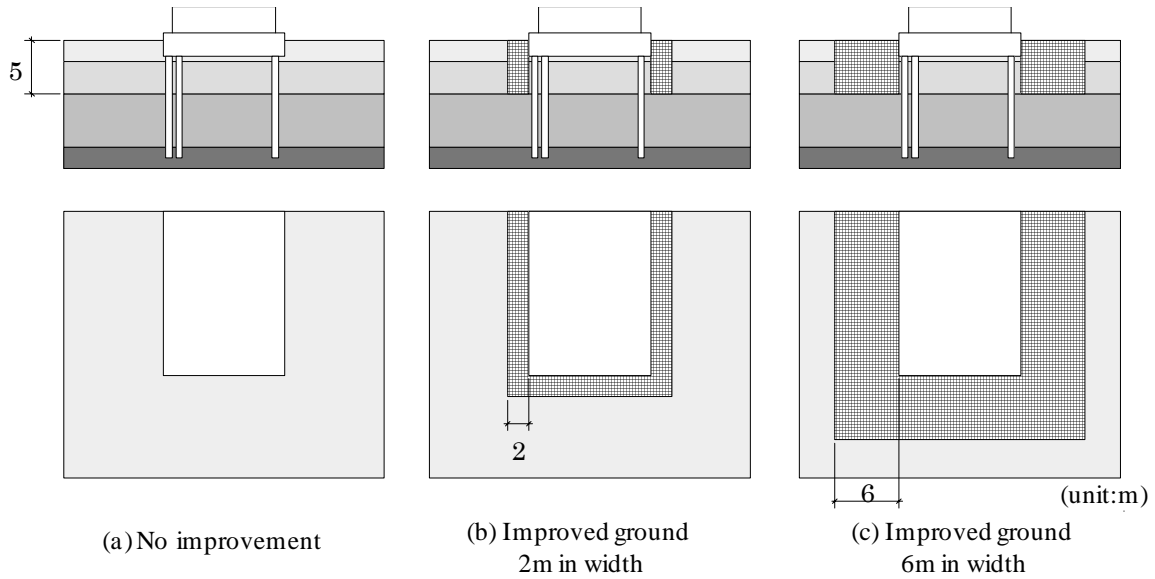 5
2
6
(unit:m)
(a) No improvement
(b) Improved ground
2m in width
(c) Improved ground
6m in width